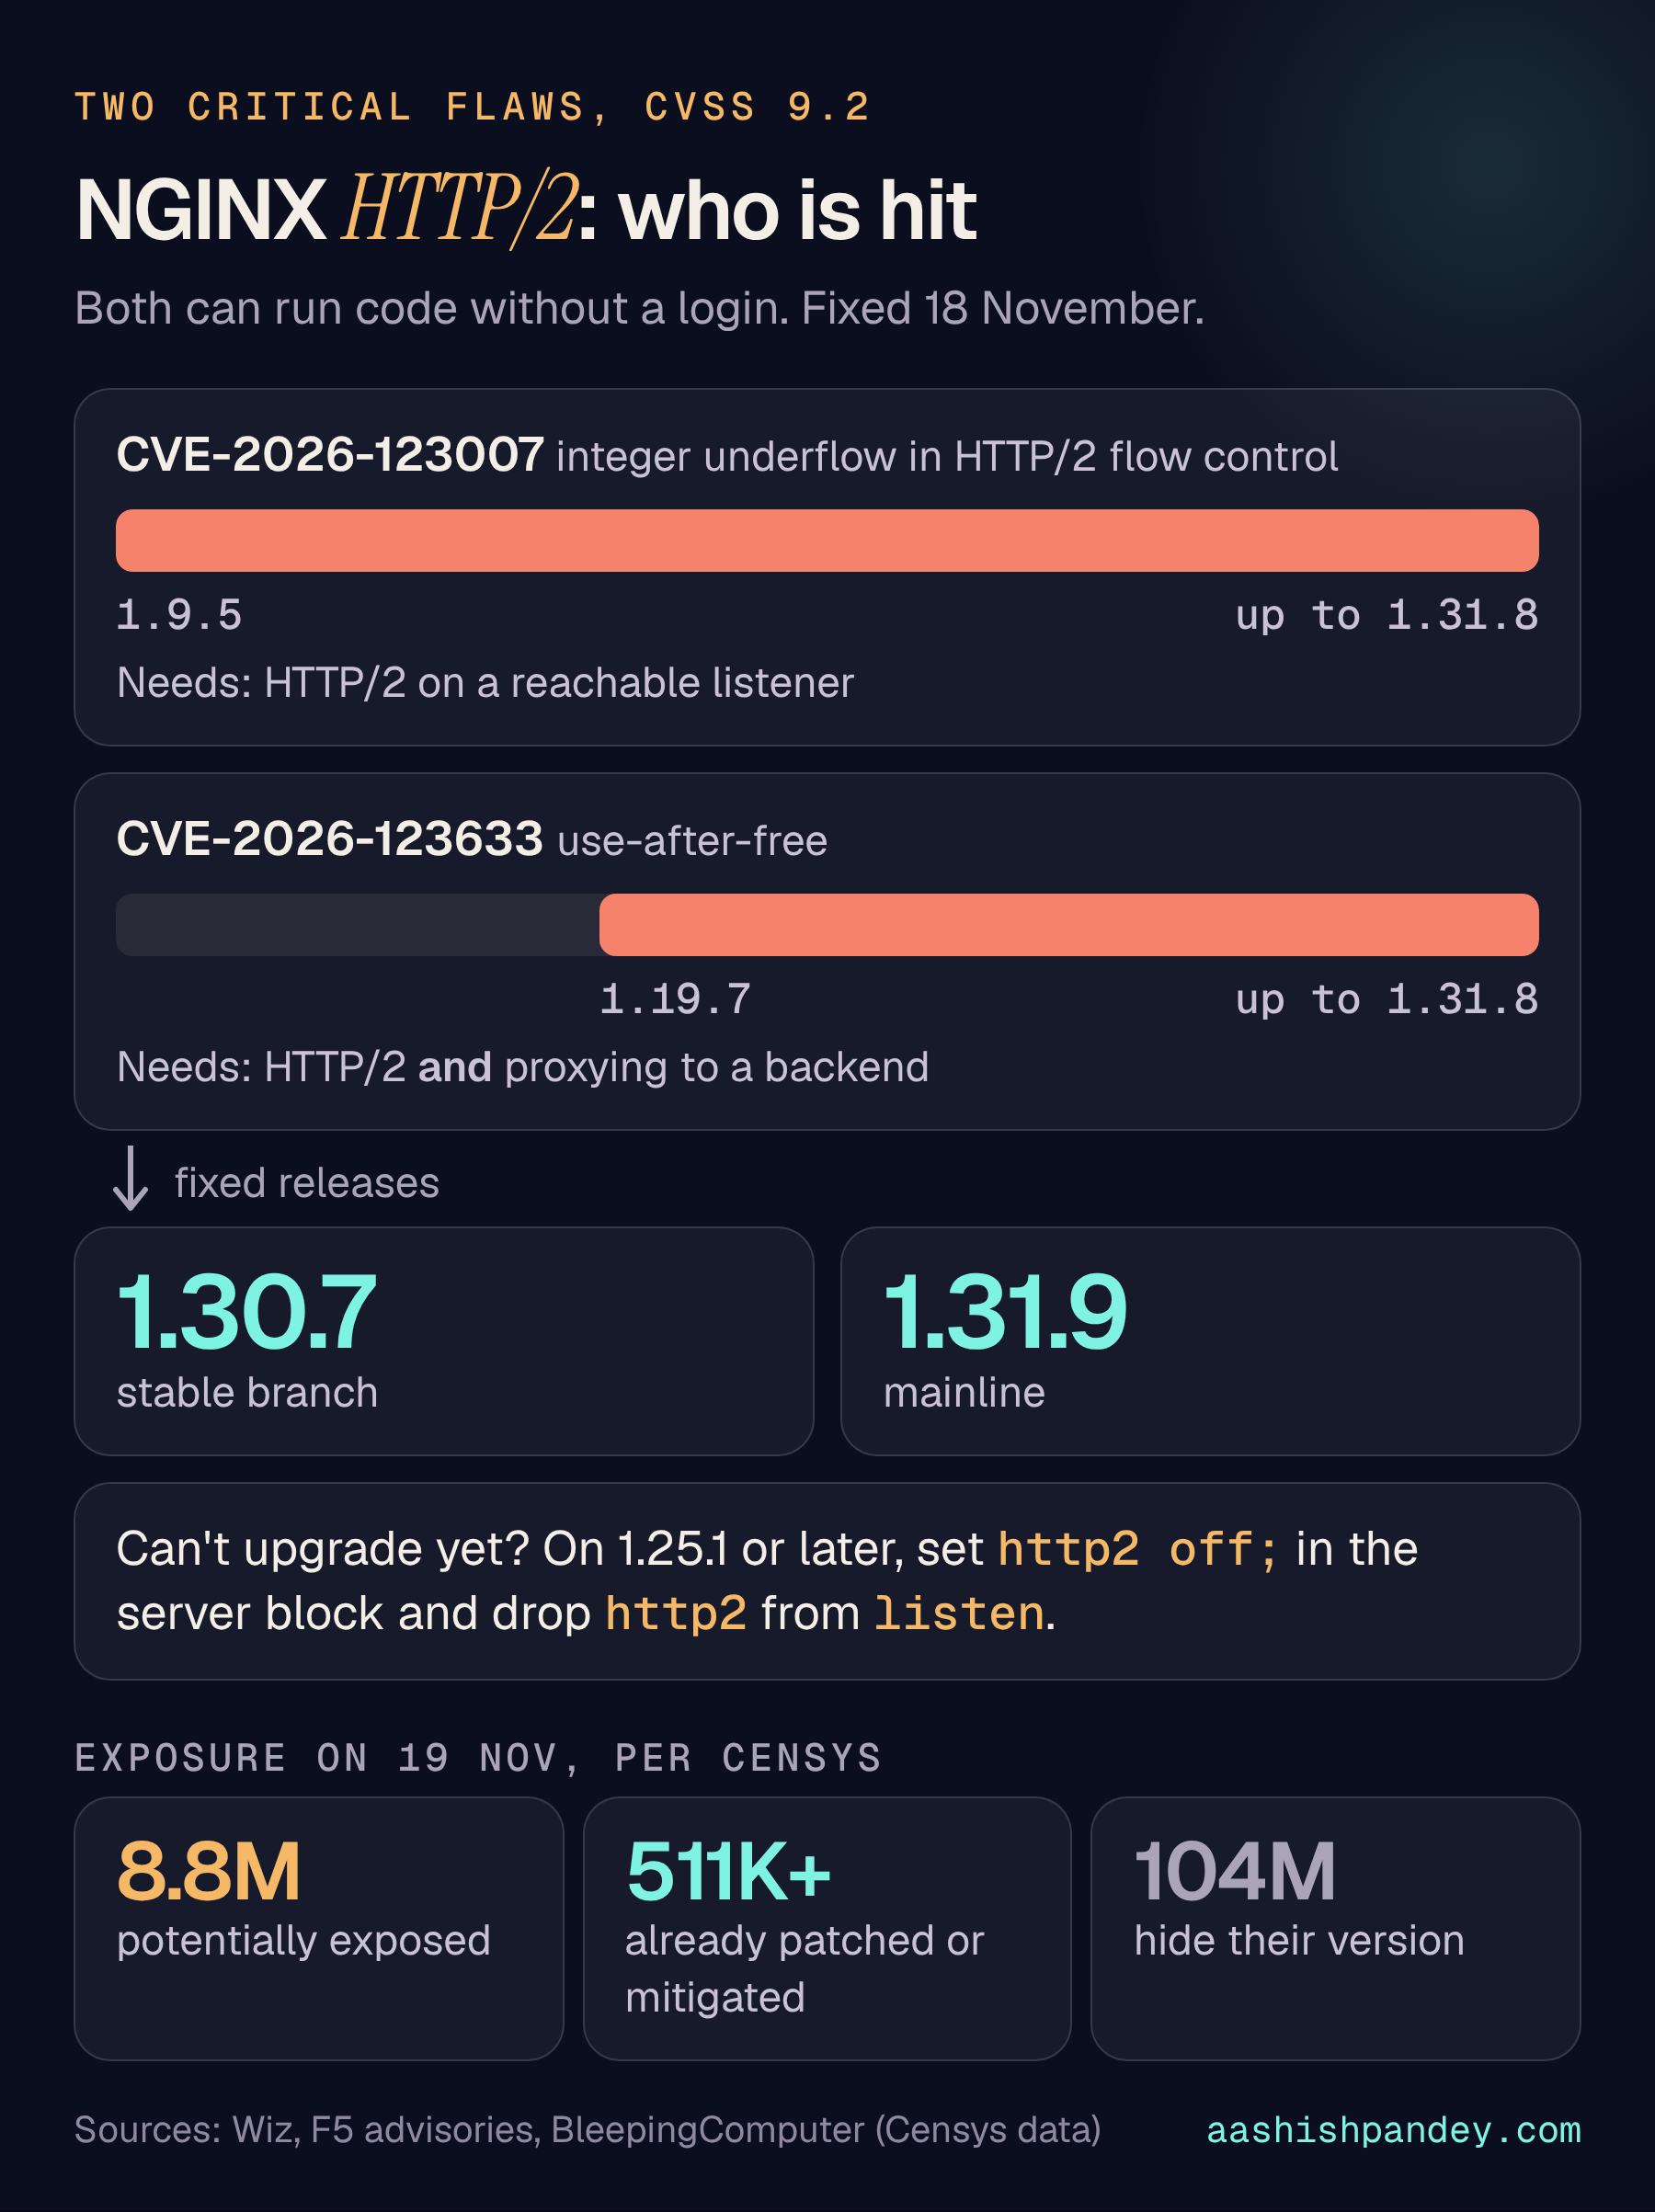 TWO CRITICAL FLAWS, CVSS 9.2
NGINX HTTP/2: who is hit
Both can run code without a login. Fixed 18 November.
CVE-2026-123007 integer underflow in HTTP/2 flow control
1.9.5 up to 1.31.8
Needs: HTTP/2 on a reachable listener
CVE-2026-123633 use-after-free
1.19.7 up to 1.31.8
Needs: HTTP/2 and proxying to a backend
↓ fixed releases
1.30.7
stable branch
1.31.9
mainline
Can't upgrade yet? On 1.25.1 or later, set http2 off; in the
server block and drop http2 from listen.
EXPOSURE ON 19 NOV, PER CENSYS
8.8M
potentially exposed
511K+
already patched or
mitigated
104M
hide their version
Sources: Wiz, F5 advisories, BleepingComputer (Censys data) aashishpandey.com